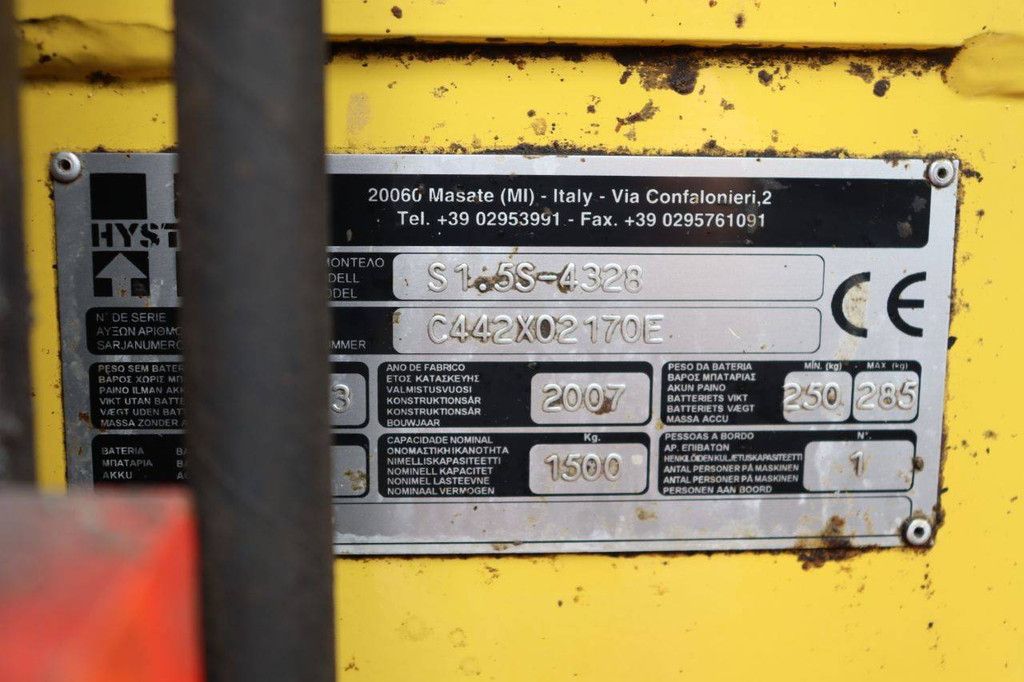 20060 Masate (MI) - Italy - Via Confalonieri,2
Tel. +39 02953991 - Fax. +39 0295761091
HYST
ΜΟΝΤΕΛΟ
DELL
ODEL
S1.5S-4328
N° DE SERIE
ΑΥΞΩΝ ΑΡΙΘΜΟ
SARJANUMERO
MMER
C442X02170E
PESO SEM BATER
ΒΑΡΟΣ ΧΩΡΙΣ ΜΠ
PAINO ILMAN AK
VIKT UTAN BATT
VÆGT UDEN BATT
MASSA ZONDER A
3
ANO DE FABRICO
ΕΤΟΣ ΚΑΤΑΣΚΕΥΗΣ
VALMISTUSVUOSI
KONSTRUKTIONSÅR
KONSTRUKTIONSÅR
BOUWJAAR
2007
PESO DA BATERIA
ΒΑΡΟΣ ΜΠΑΤΑΡΙΑΣ
AKUN PAINO
BATTERIETS VIKT
BATTERIETS VÆGT
MASSA ACCU
MIN. (kg)
250
MAX (kg)
285
CE
BATERIA
ΜΠΑΤΑΡΙΑ
AKKU
CAPACIDADE NOMINAL
ΟΝΟΜΑΣΤΙΚΗ ΙΚΑΝΟΤΗΤΑ
NIMELLISKAPASITEETTI
NOMINELL KAPACITET
NONIMEL LASTEEVNE
NOMINAAL VERMOGEN
Kg.
1500
PESSOAS A BORDO
ΑΡ. ΕΠΙΒΑΤΩΝ
HENKILÖIDEN KULJETUSKAPASITEETTI
ANTAL PERSONER PÅ MASKINEN
ANTAL PERSONER PÅ MASKINEN
PERSONEN AAN BOORD
N°.
1